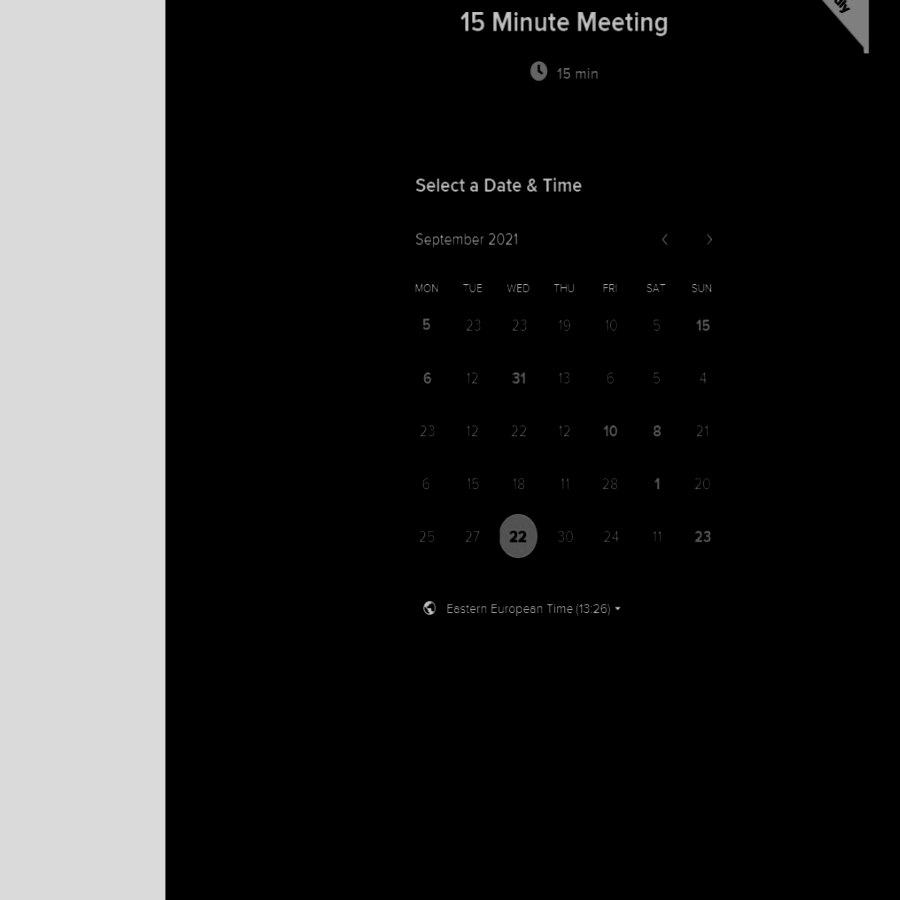 15 Minute Meeting
15 min
Select a Date & Time
September 2021
MON TUE WED THU FRI SAT SUN
5 23 23 19 10 5 15
6 12 31 13 6 5 4
23 12 22 12 10 8 21
6 15 18 11 28 1 20
25 27 22 30 24 11 23
Eastern European Time (13:26)